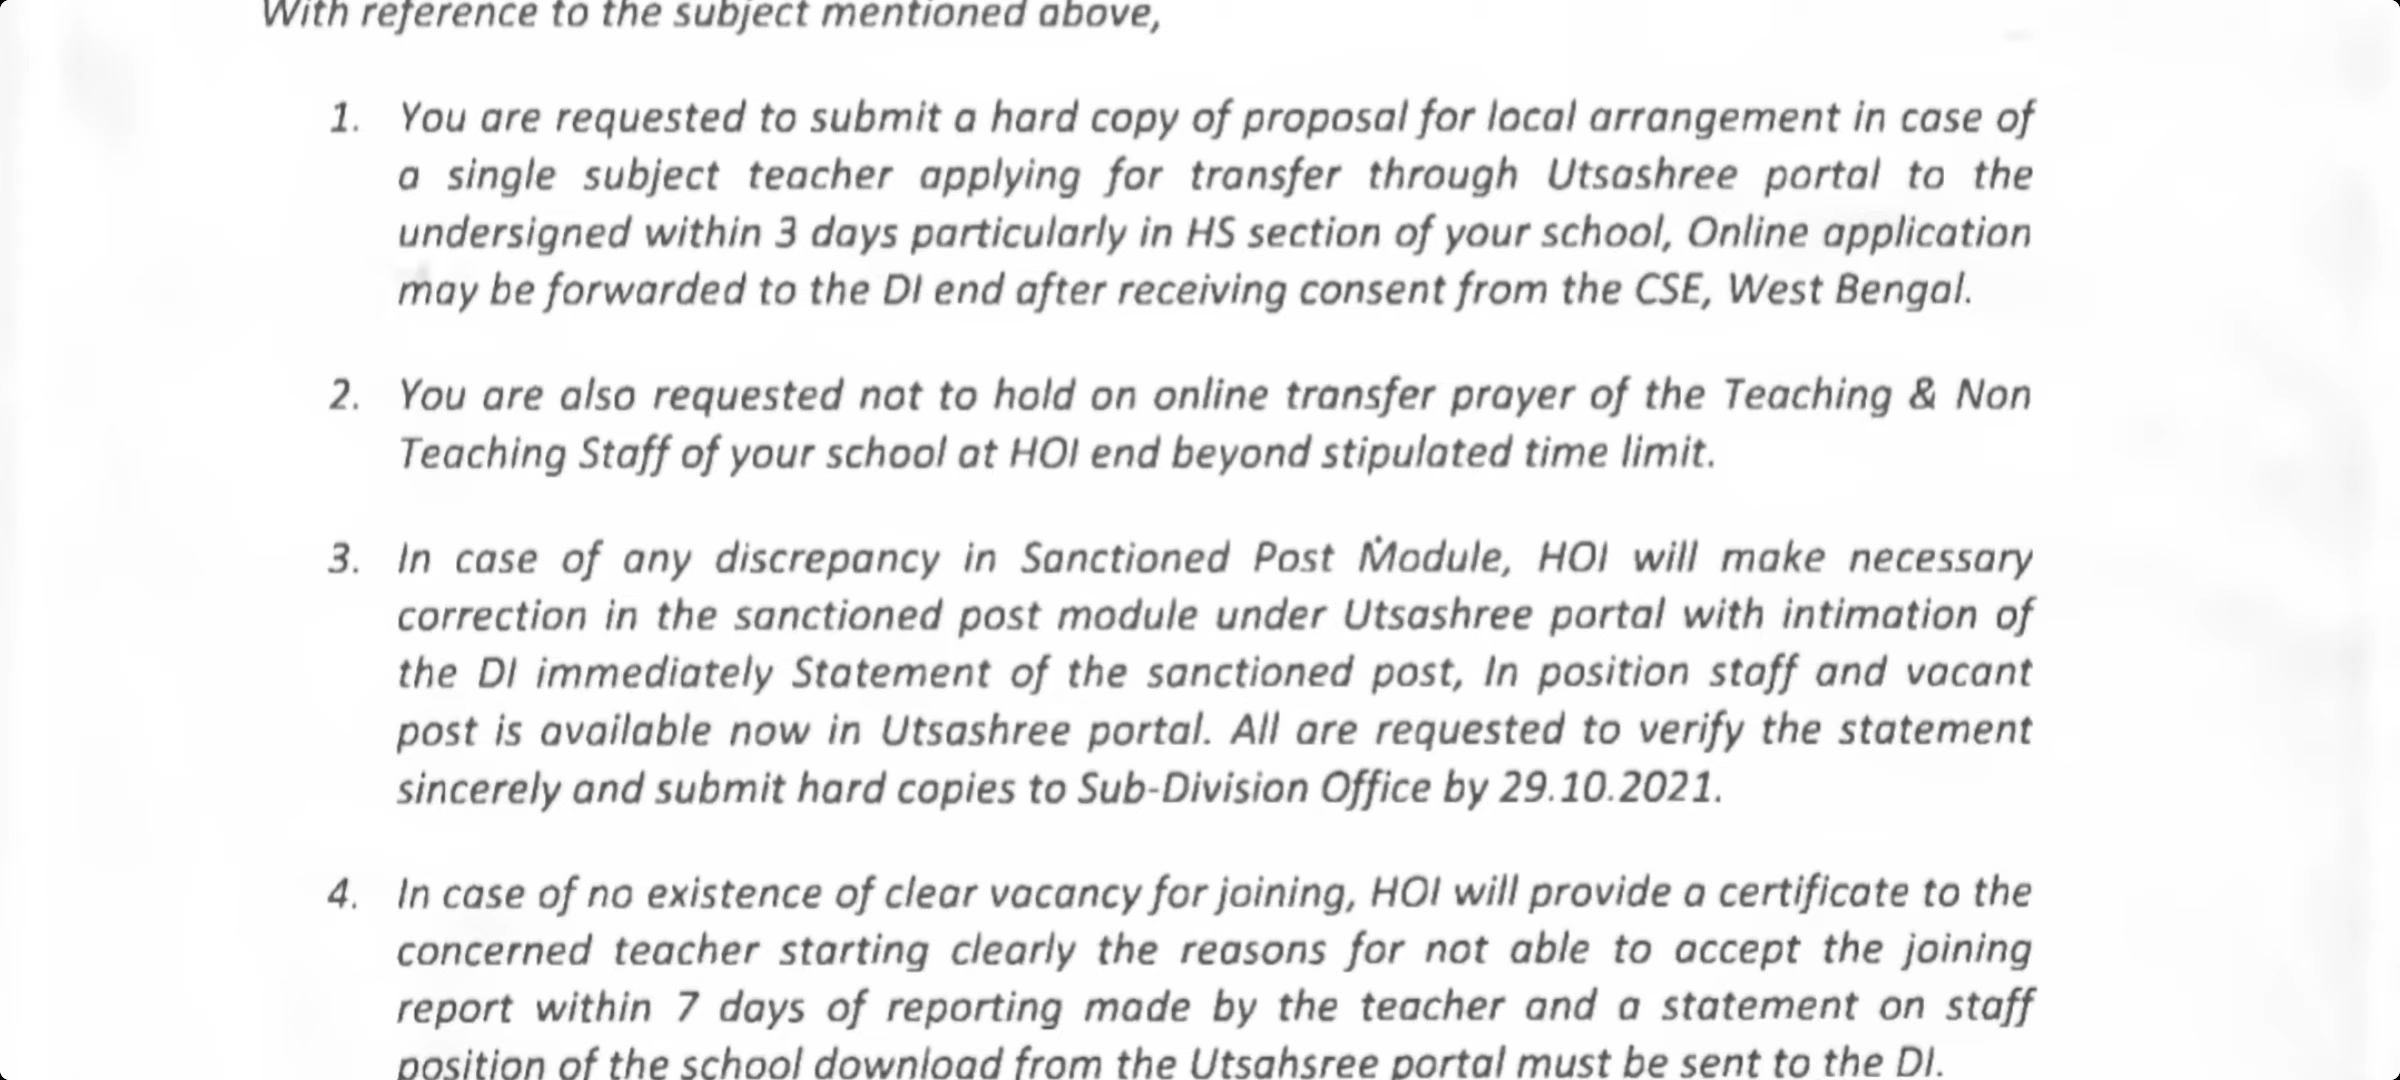 With reference to the subject mentioned above,
1. You are requested to submit a hard copy of proposal for local arrangement in case of
a single subject teacher applying for transfer through Utsashree portal to the
undersigned within 3 days particularly in HS section of your school, Online application
may be forwarded to the DI end after receiving consent from the CSE, West Bengal.
2. You are also requested not to hold on online transfer prayer of the Teaching & Non
Teaching Staff of your school at HOI end beyond stipulated time limit.
3. In case of any discrepancy in Sanctioned Post Module, HOI will make necessary
correction in the sanctioned post module under Utsashree portal with intimation of
the DI immediately Statement of the sanctioned post, In position staff and vacant
post is available now in Utsashree portal. All are requested to verify the statement
sincerely and submit hard copies to Sub-Division Office by 29.10.2021.
4. In case of no existence of clear vacancy for joining, HOI will provide a certificate to the
concerned teacher starting clearly the reasons for not able to accept the joining
report within 7 days of reporting made by the teacher and a statement on staff
position of the school download from the Utsahsree portal must be sent to the DI.